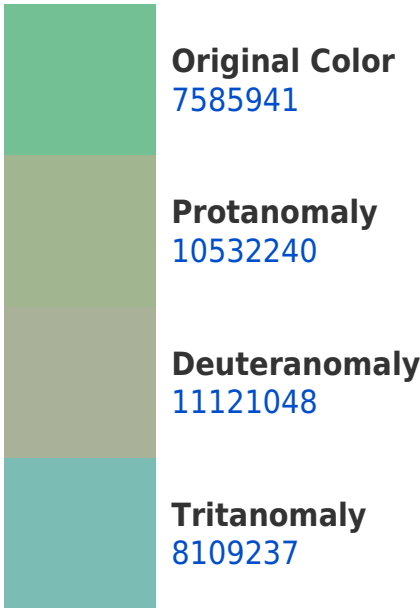 Original Color
7585941
Protanomaly
10532240
Deuteranomaly
11121048
Tritanomaly
8109237